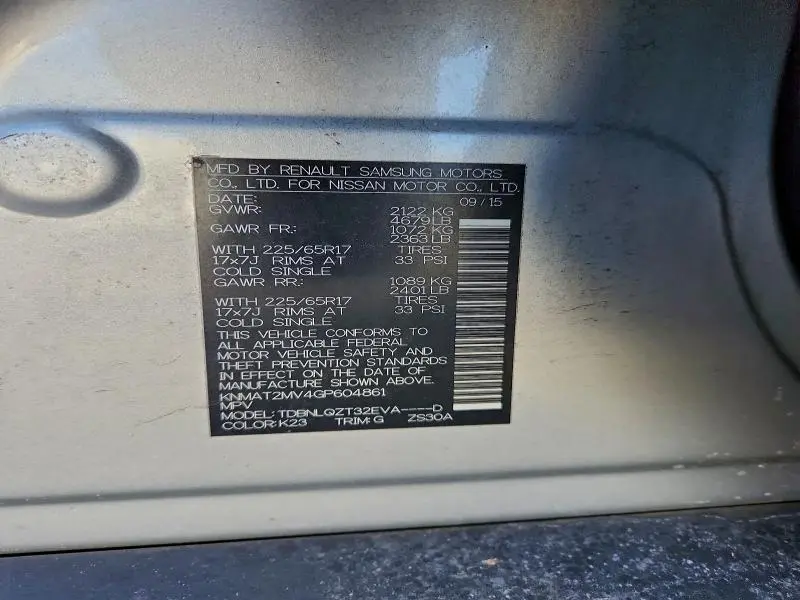 MFD BY RENAULT SAMSUNG MOTORS
CO., LTD. FOR NISSAN MOTOR CO., LTD.
DATE: 09/15
GVWR: 2122 KG
4679 LB
GAWR FR: 1072 KG
2363 LB
WITH 225/65R17 TIRES
17x7J RIMS AT 33 PSI
COLD SINGLE
GAWR RR: 1089 KG
2401 LB
WITH 225/65R17 TIRES
17x7J RIMS AT 33 PSI
COLD SINGLE
THIS VEHICLE CONFORMS TO
ALL APPLICABLE FEDERAL
MOTOR VEHICLE SAFETY AND
THEFT PREVENTION STANDARDS
IN EFFECT ON THE DATE OF
MANUFACTURE SHOWN ABOVE.
KNMAT2MV4GP604861
MPV
MODEL: TDBNLQZT32EVA----D
COLOR: K23 TRIM: G ZS30A